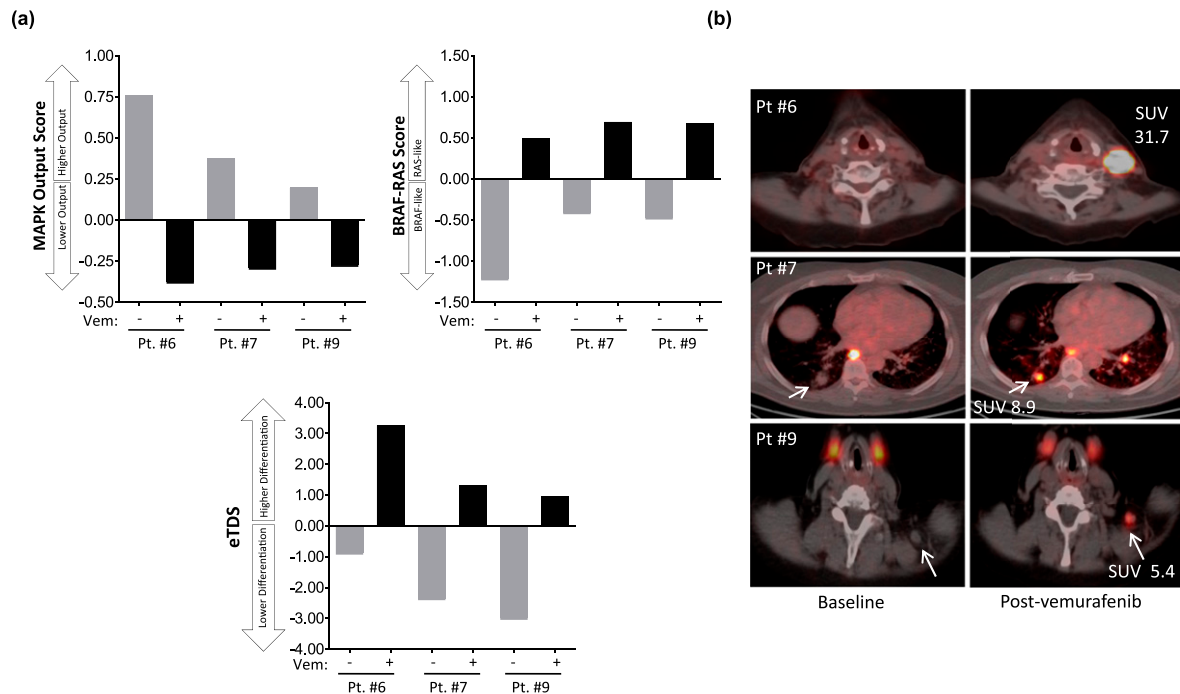 (a)
(b)
MAPK Output Score
Higher Output
Lower Output
1.00
0.75
0.50
0.25
0.00
-0.25
-0.50
Vem: - + - + - +
Pt. #6 Pt. #7 Pt. #9
BRAF-RAS Score
RAS-like
BRAF-like
1.50
1.00
0.50
0.00
-0.50
-1.00
-1.50
Vem: - + - + - +
Pt. #6 Pt. #7 Pt. #9
eTDS
Higher Differentiation
Lower Differentiation
4.00
3.00
2.00
1.00
0.00
-1.00
-2.00
-3.00
-4.00
Vem: - + - + - +
Pt. #6 Pt. #7 Pt. #9
Pt #6
SUV
31.7
Pt #7
SUV 8.9
Pt #9
SUV 5.4
Baseline
Post-vemurafenib